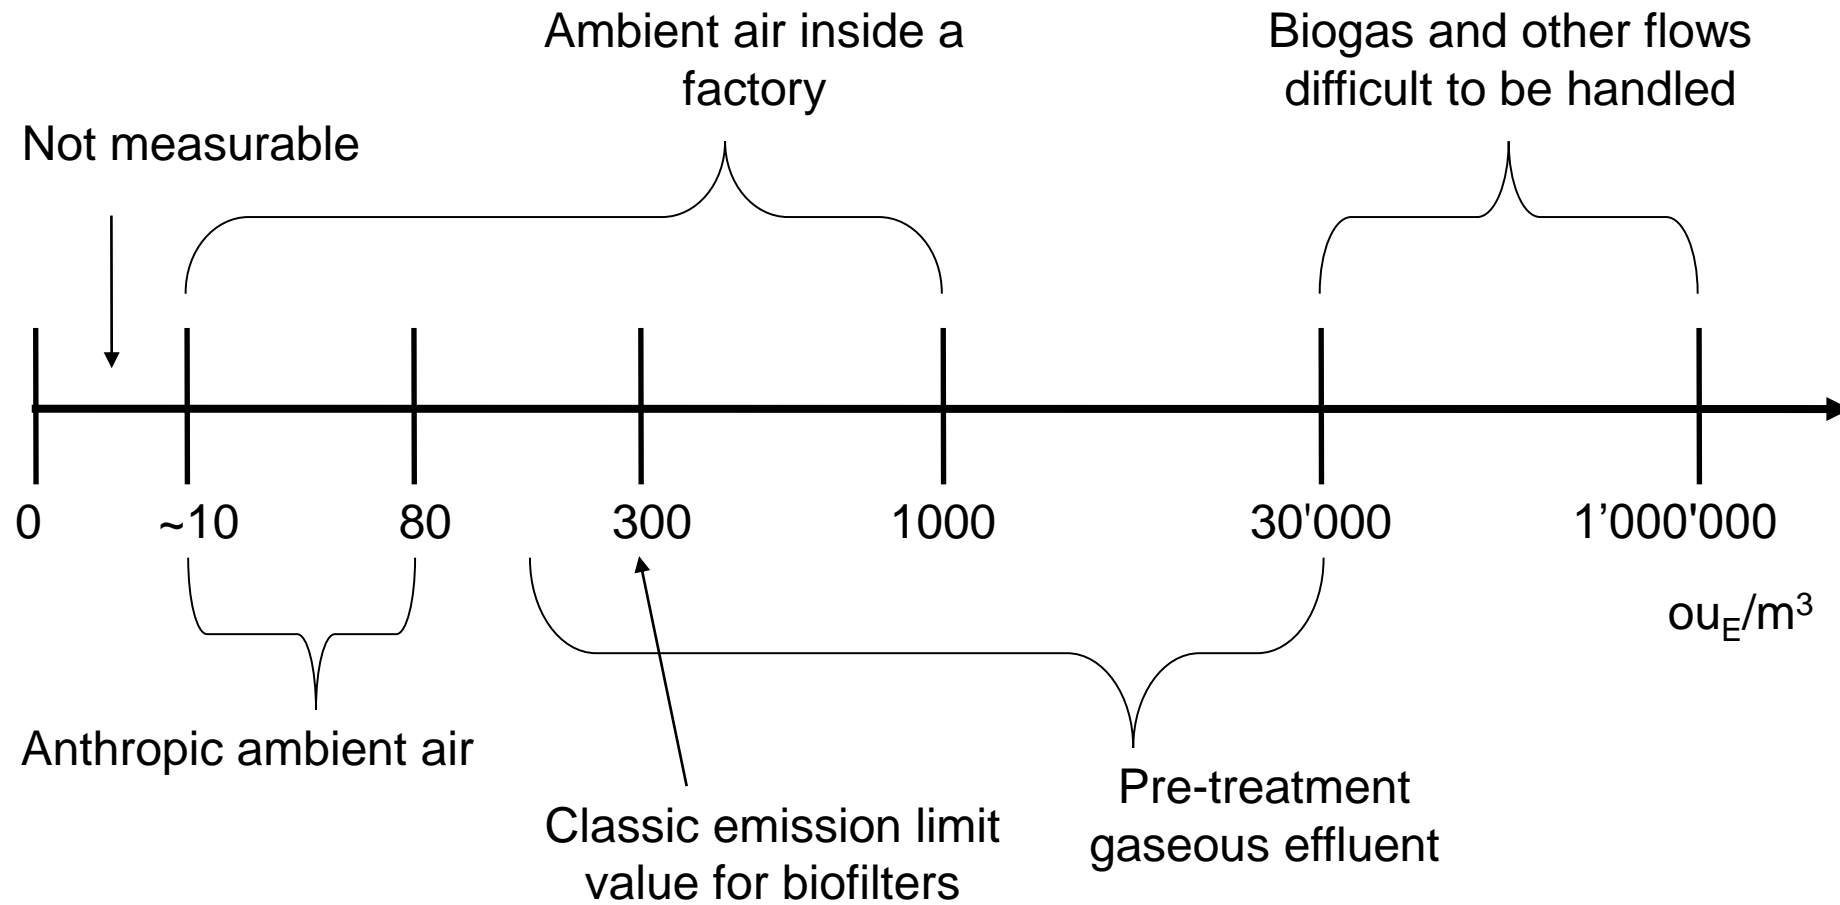 Ambient air inside a
factory
Biogas and other flows
difficult to be handled
Not measurable
0 ~10 80 300 1000 30'000 1’000'000
ou_E/m³
Anthropic ambient air
Classic emission limit
value for biofilters
Pre-treatment
gaseous effluent